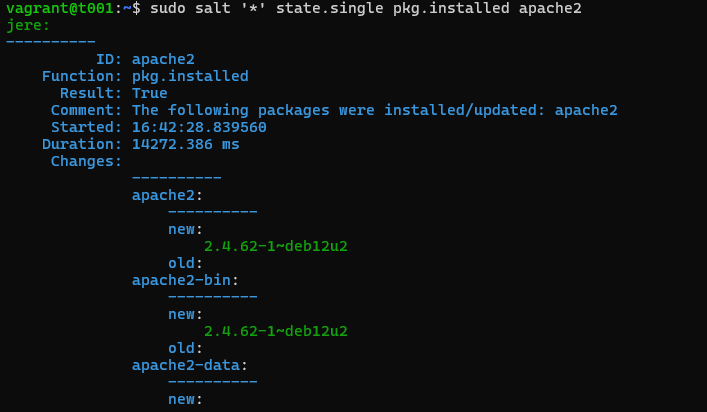 vagrant@t001:~$ sudo salt '*' state.single pkg.installed apache2
jere:
----------
          ID: apache2
    Function: pkg.installed
      Result: True
     Comment: The following packages were installed/updated: apache2
     Started: 16:42:28.839560
    Duration: 14272.386 ms
     Changes:
              ----------
              apache2:
                  ----------
                  new:
                      2.4.62-1~deb12u2
                  old:
              apache2-bin:
                  ----------
                  new:
                      2.4.62-1~deb12u2
                  old:
              apache2-data:
                  ----------
                  new: